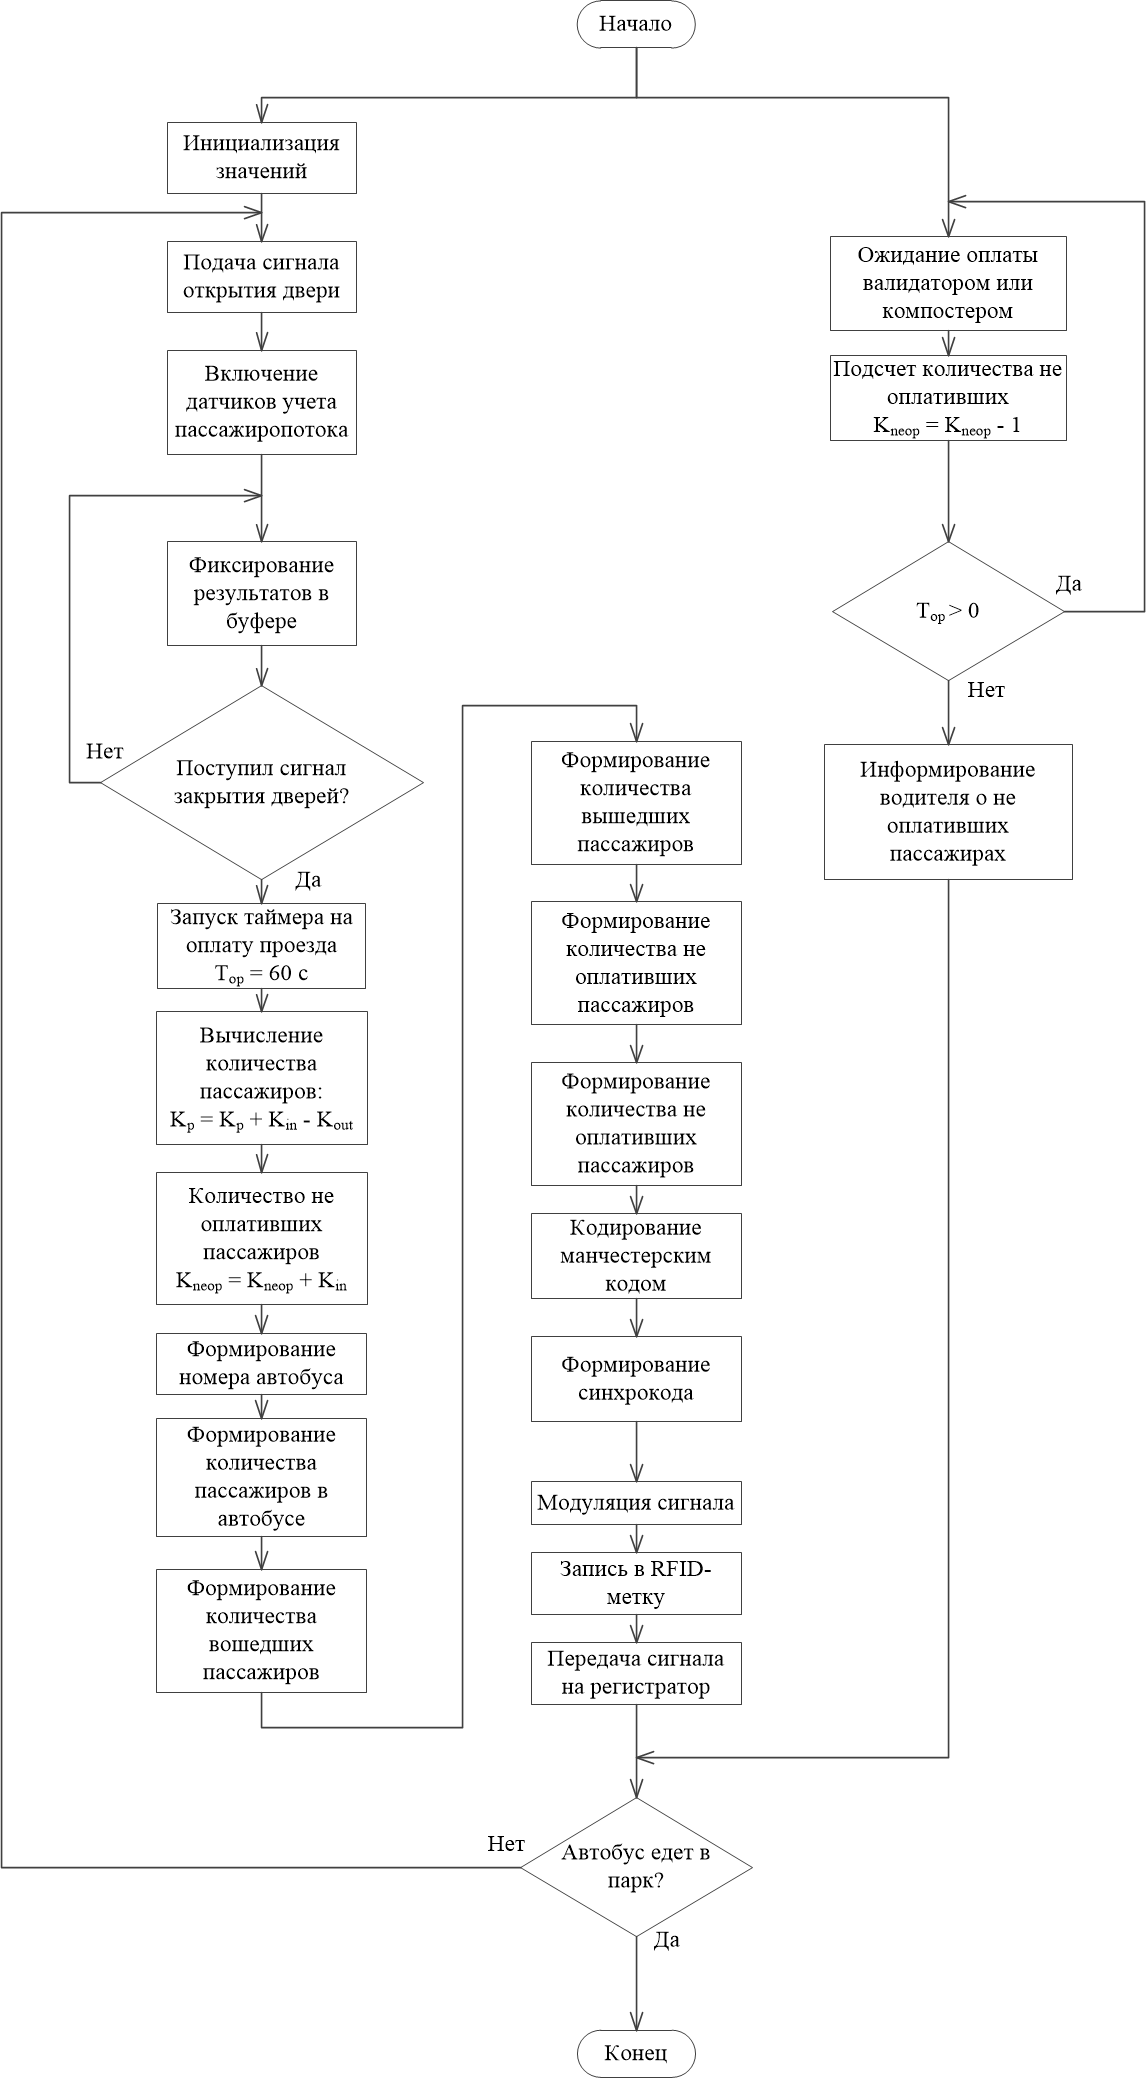 Начало
Инициализация
значений
Подача сигнала
открытия двери
Включение
датчиков учета
пассажиропотока
Фиксирование
результатов в
буфере
Нет
Поступил сигнал
закрытия дверей?
Да
Запуск таймера на
оплату проезда
Tор = 60 с
Вычисление
количества
пассажиров:
Kp = Kp + Kin - Kout
Количество не
оплативших
пассажиров
Kneop = Kneop + Kin
Формирование
номера автобуса
Формирование
количества
пассажиров в
автобусе
Формирование
количества
вошедших
пассажиров
Формирование
количества
вышедших
пассажиров
Формирование
количества не
оплативших
пассажиров
Формирование
количества не
оплативших
пассажиров
Кодирование
манчестерским
кодом
Формирование
синхрокода
Модуляция сигнала
Запись в RFID-
метку
Передача сигнала
на регистратор
Ожидание оплаты
валидатором или
компостером
Подсчет количества не
оплативших
Kneop = Kneop - 1
Top > 0
Да
Нет
Информирование
водителя о не
оплативших
пассажирах
Нет
Автобус едет в
парк?
Да
Конец